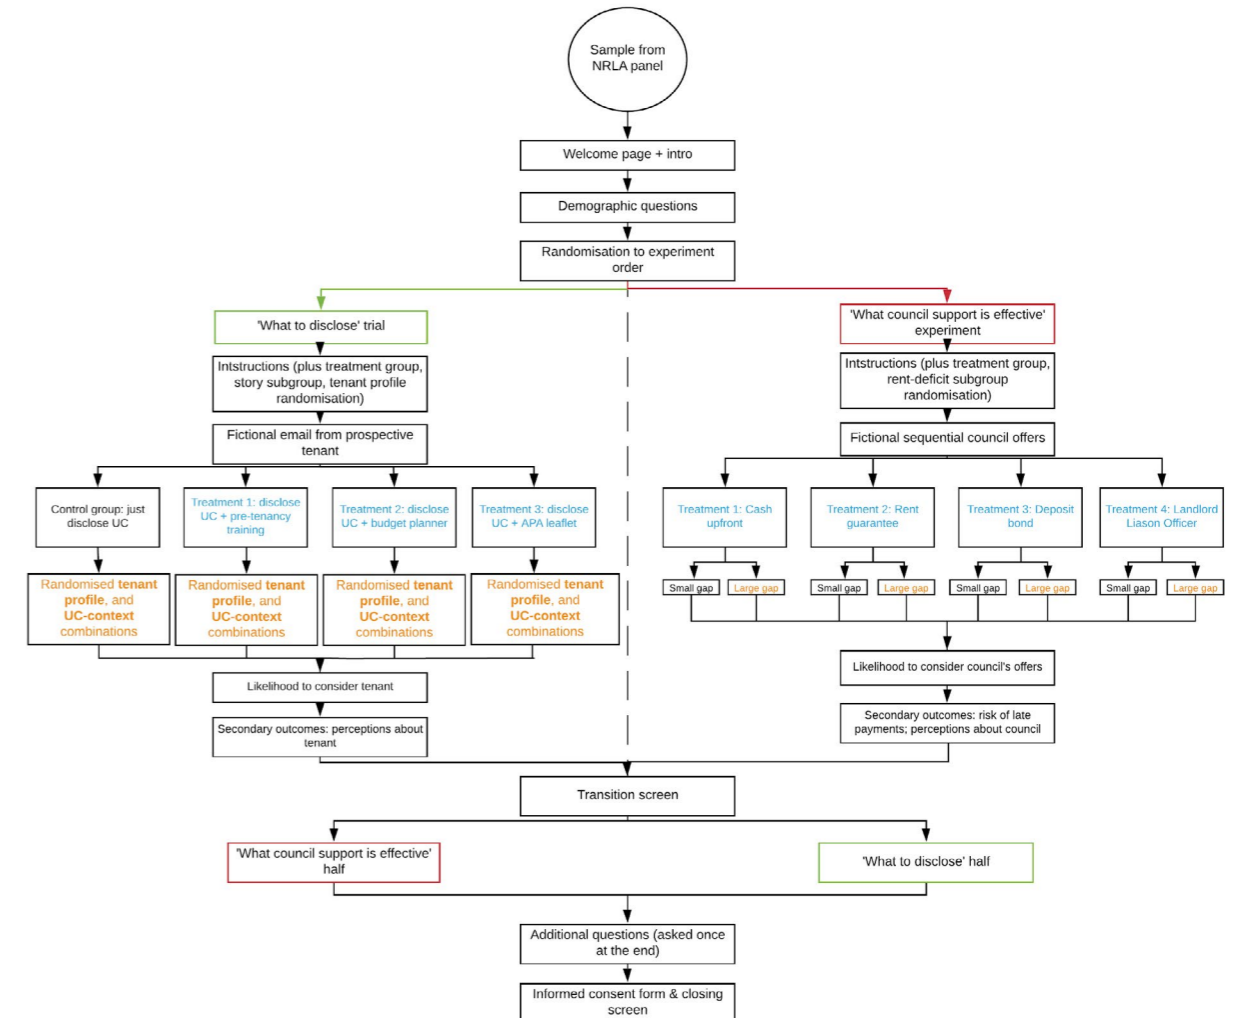 Sample from
NRLA panel
Welcome page + intro
Demographic questions
Randomisation to experiment
order
'What to disclose' trial
Intstructions (plus treatment group,
story subgroup, tenant profile
randomisation)
Fictional email from prospective
tenant
Control group: just
disclose UC
Treatment 1: disclose
UC + pre-tenancy
training
Treatment 2: disclose
UC + budget planner
Treatment 3: disclose
UC + APA leaflet
Randomised tenant
profile, and
UC-context
combinations
Randomised tenant
profile, and
UC-context
combinations
Randomised tenant
profile, and
UC-context
combinations
Randomised tenant
profile, and
UC-context
combinations
Likelihood to consider tenant
Secondary outcomes: perceptions about
tenant
'What council support is effective'
experiment
Intstructions (plus treatment group,
rent-deficit subgroup
randomisation)
Fictional sequential council offers
Treatment 1: Cash
upfront
Treatment 2: Rent
guarantee
Treatment 3: Deposit
bond
Treatment 4: Landlord
Liason Officer
Small gap
Large gap
Small gap
Large gap
Small gap
Large gap
Small gap
Large gap
Likelihood to consider council's offers
Secondary outcomes: risk of late
payments; perceptions about council
Transition screen
'What council support is effective'
half
'What to disclose' half
Additional questions (asked once
at the end)
Informed consent form & closing
screen